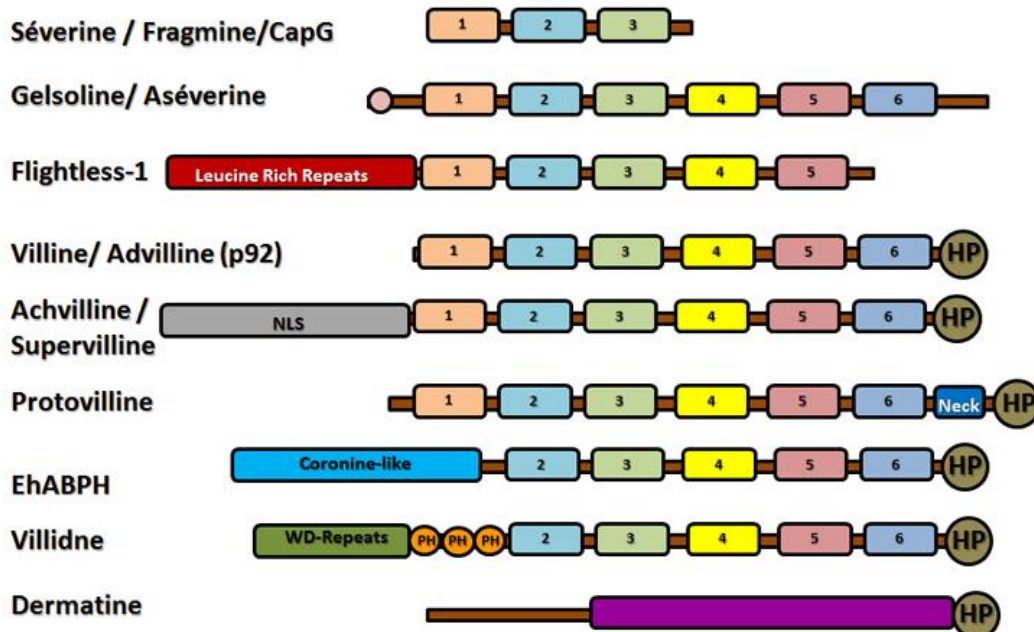 Séverine / Fragmine/CapG 1 2 3
Gelsoline/ Aséverine 1 2 3 4 5 6
Flightless-1 Leucine Rich Repeats 1 2 3 4 5
Villine/ Advilline (p92) 1 2 3 4 5 6 HP
Achvilline /
Supervilline NLS 1 2 3 4 5 6 HP
Protovilline 1 2 3 4 5 6 Neck HP
EhABPH Coronine-like 2 3 4 5 6 HP
Villidne WD-Repeats PH PH PH 2 3 4 5 6 HP
Dermatine HP